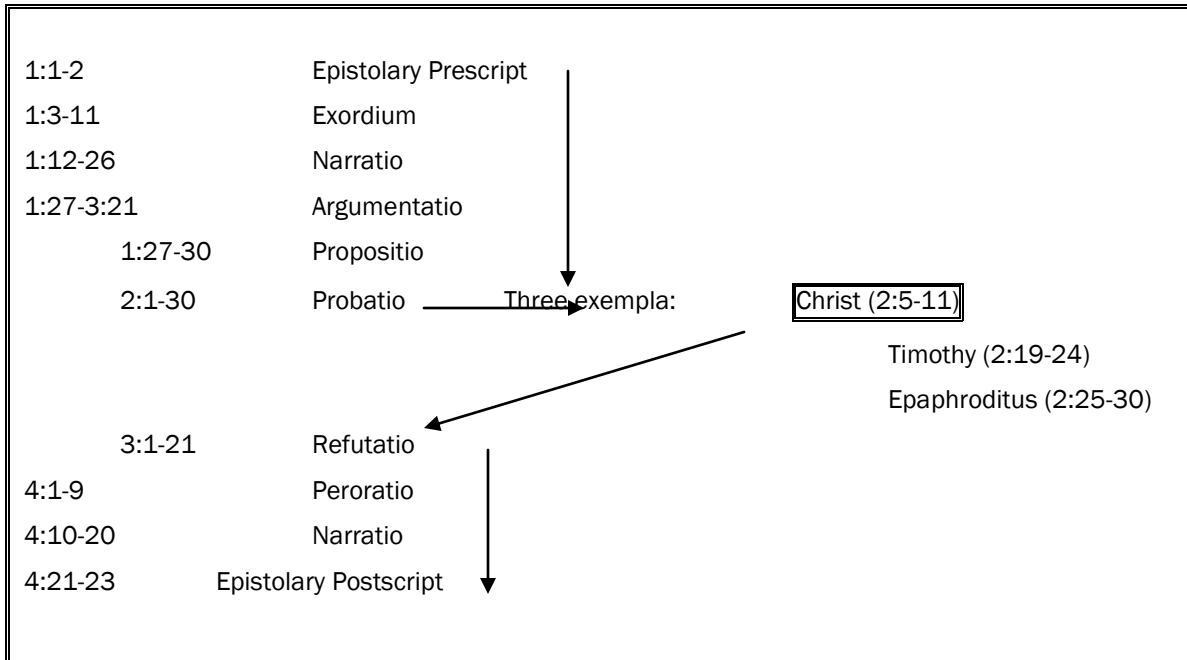 1:1-2 Epistolary Prescript
1:3-11 Exordium
1:12-26 Narratio
1:27-3:21 Argumentatio
1:27-30 Propositio
2:1-30 Probatio Three exempla: Christ (2:5-11)
Timothy (2:19-24)
Epaphroditus (2:25-30)
3:1-21 Refutatio
4:1-9 Peroratio
4:10-20 Narratio
4:21-23 Epistolary Postscript